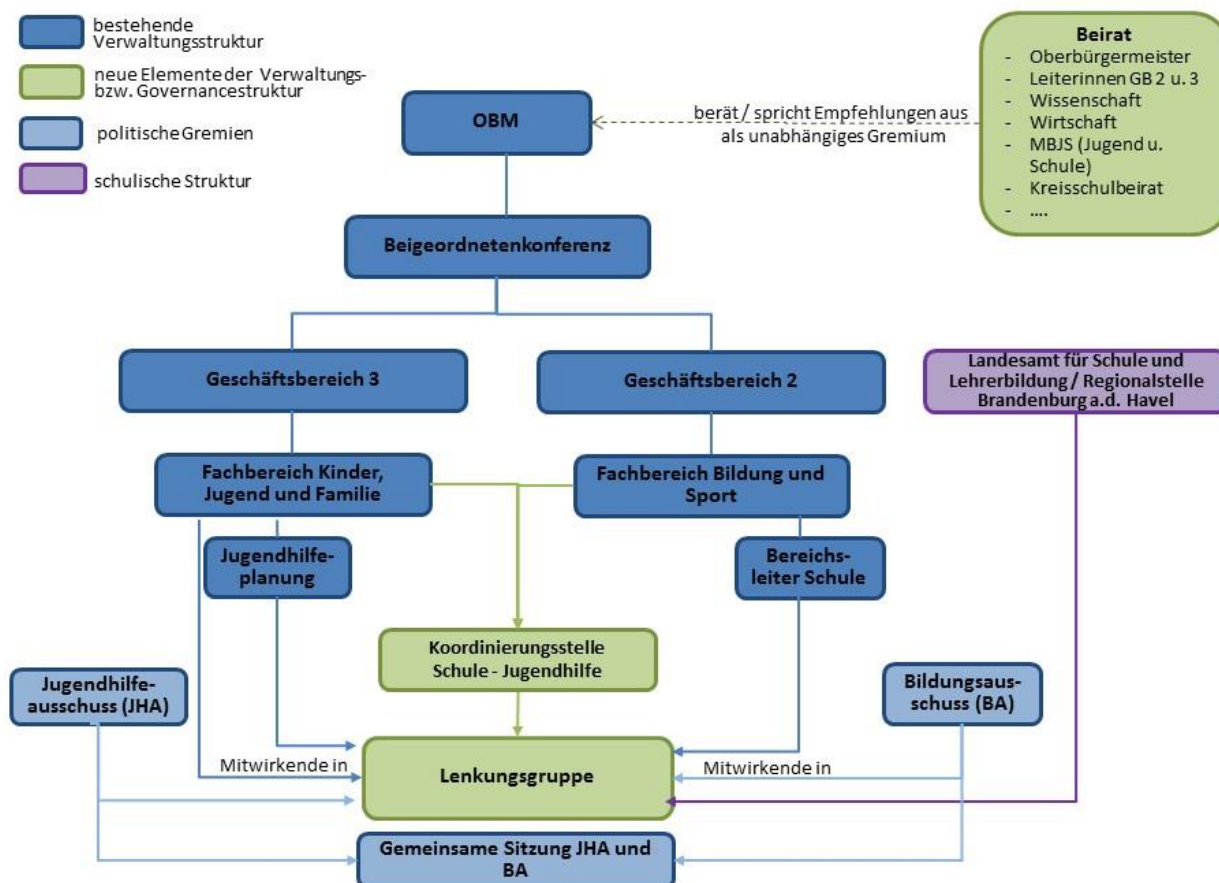 bestehende
Verwaltungsstruktur
neue Elemente der Verwaltungs-
bzw. Governancestruktur
politische Gremien
schulische Struktur
Beirat
- Oberbürgermeister
- Leiterinnen GB 2 u. 3
- Wissenschaft
- Wirtschaft
- MBJS (Jugend u.
Schule)
- Kreisschulbeirat
- ....
OBM
berät / spricht Empfehlungen aus
als unabhängiges Gremium
Beigeordnetenkonferenz
Geschäftsbereich 3
Geschäftsbereich 2
Landesamt für Schule und
Lehrerbildung / Regionalstelle
Brandenburg a.d. Havel
Fachbereich Kinder,
Jugend und Familie
Fachbereich Bildung und
Sport
Jugendhilfe-
planung
Bereichs-
leiter Schule
Koordinierungsstelle
Schule - Jugendhilfe
Jugendhilfe-
ausschuss (JHA)
Bildungsaus-
schuss (BA)
Mitwirkende in
Lenkungsgruppe
Mitwirkende in
Gemeinsame Sitzung JHA und
BA